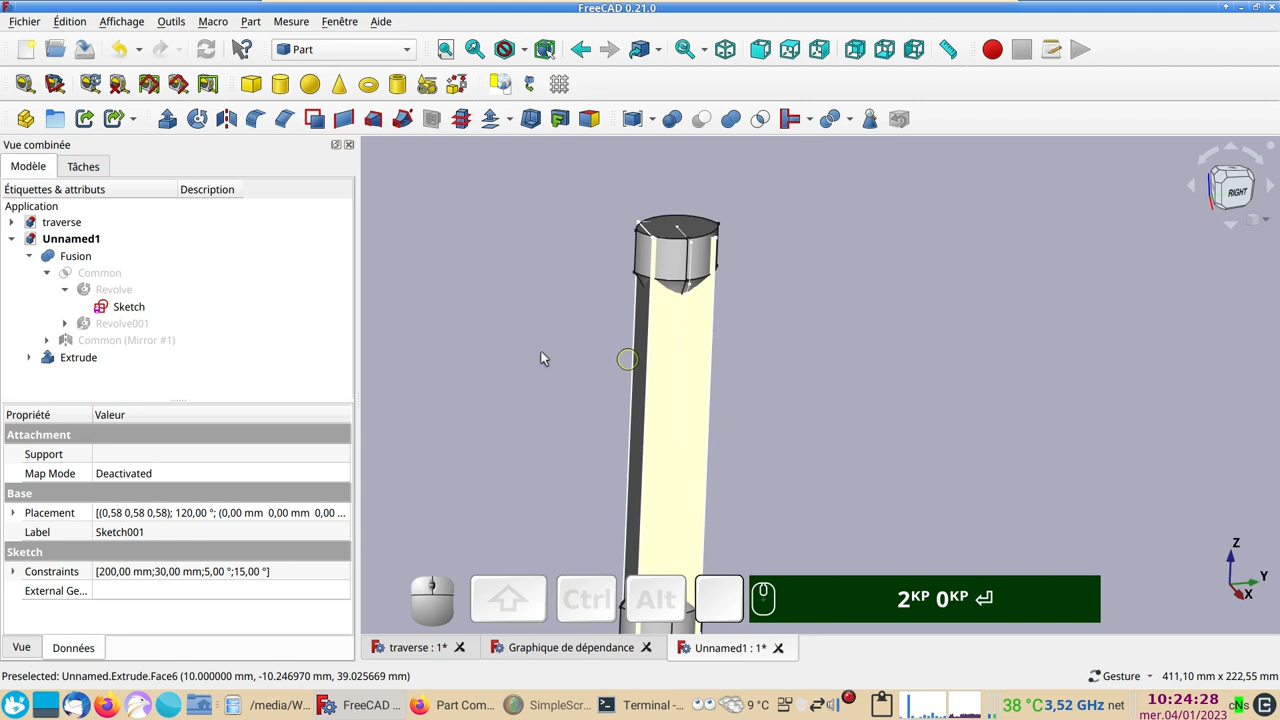 FreeCAD 0.21.0
Fichier Édition Affichage Outils Macro Part Mesure Fenêtre Aide
Part
Vue combinée
Modèle Tâches
Étiquettes & attributs Description
Application
traverse
Unnamed1
Fusion
Common
Revolve
Sketch
Revolve001
Common (Mirror #1)
Extrude
RIGHT
Propriété Valeur
Attachment
Support
Map Mode Deactivated
Base
Placement [(0,58 0,58 0,58); 120,00 °; (0,00 mm 0,00 mm 0,00 ...
Label Sketch001
Sketch
Constraints [200,00 mm;30,00 mm;5,00 °;15,00 °]
External Ge...
Z
Y
X
Ctrl Alt 2KP 0KP ⏎
Vue Données
traverse : 1* Graphique de dépendance Unnamed1 : 1*
Preselected: Unnamed.Extrude.Face6 (10.000000 mm, -10.246970 mm, 39.025669 mm) Gesture 411,10 mm x 222,55 mm
/media/W... FreeCAD ... Part Com... SimpleScr... Terminal -... 9 °C 38 °C 3,52 GHz net 10:24:28 cNs
mer.04/01/2023